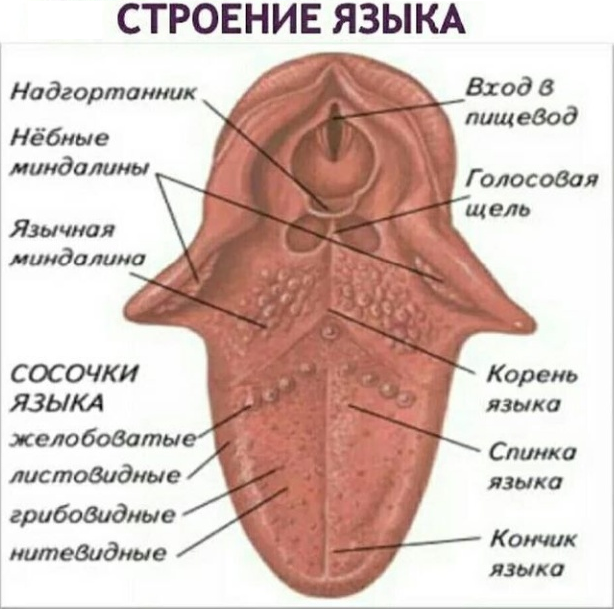 СТРОЕНИЕ ЯЗЫКА
Надгортанник
Нёбные
миндалины
Язычная
миндалина
СОСОЧКИ
ЯЗЫКА
желобоватые
листовидные
грибовидные
нитевидные
Вход в
пищевод
Голосовая
щель
Корень
языка
Спинка
языка
Кончик
языка